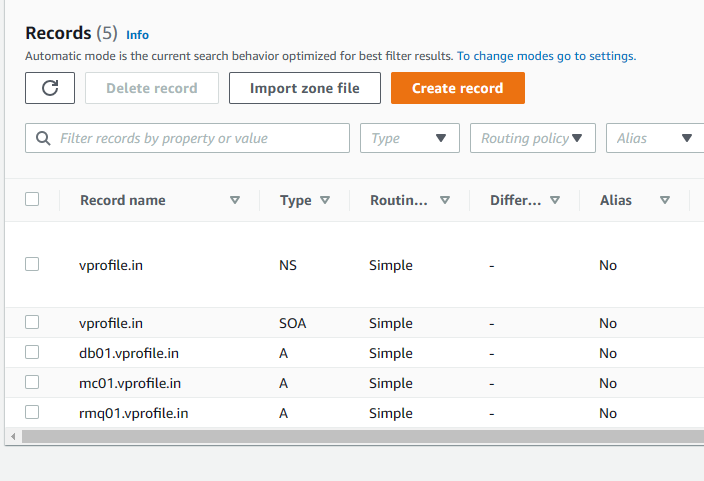 Records (5) Info
Automatic mode is the current search behavior optimized for best filter results. To change modes go to settings.
Delete record Import zone file Create record
Filter records by property or value Type Routing policy Alias
Record name Type Routin... Differ... Alias
vprofile.in NS Simple - No
vprofile.in SOA Simple - No
db01.vprofile.in A Simple - No
mc01.vprofile.in A Simple - No
rmq01.vprofile.in A Simple - No